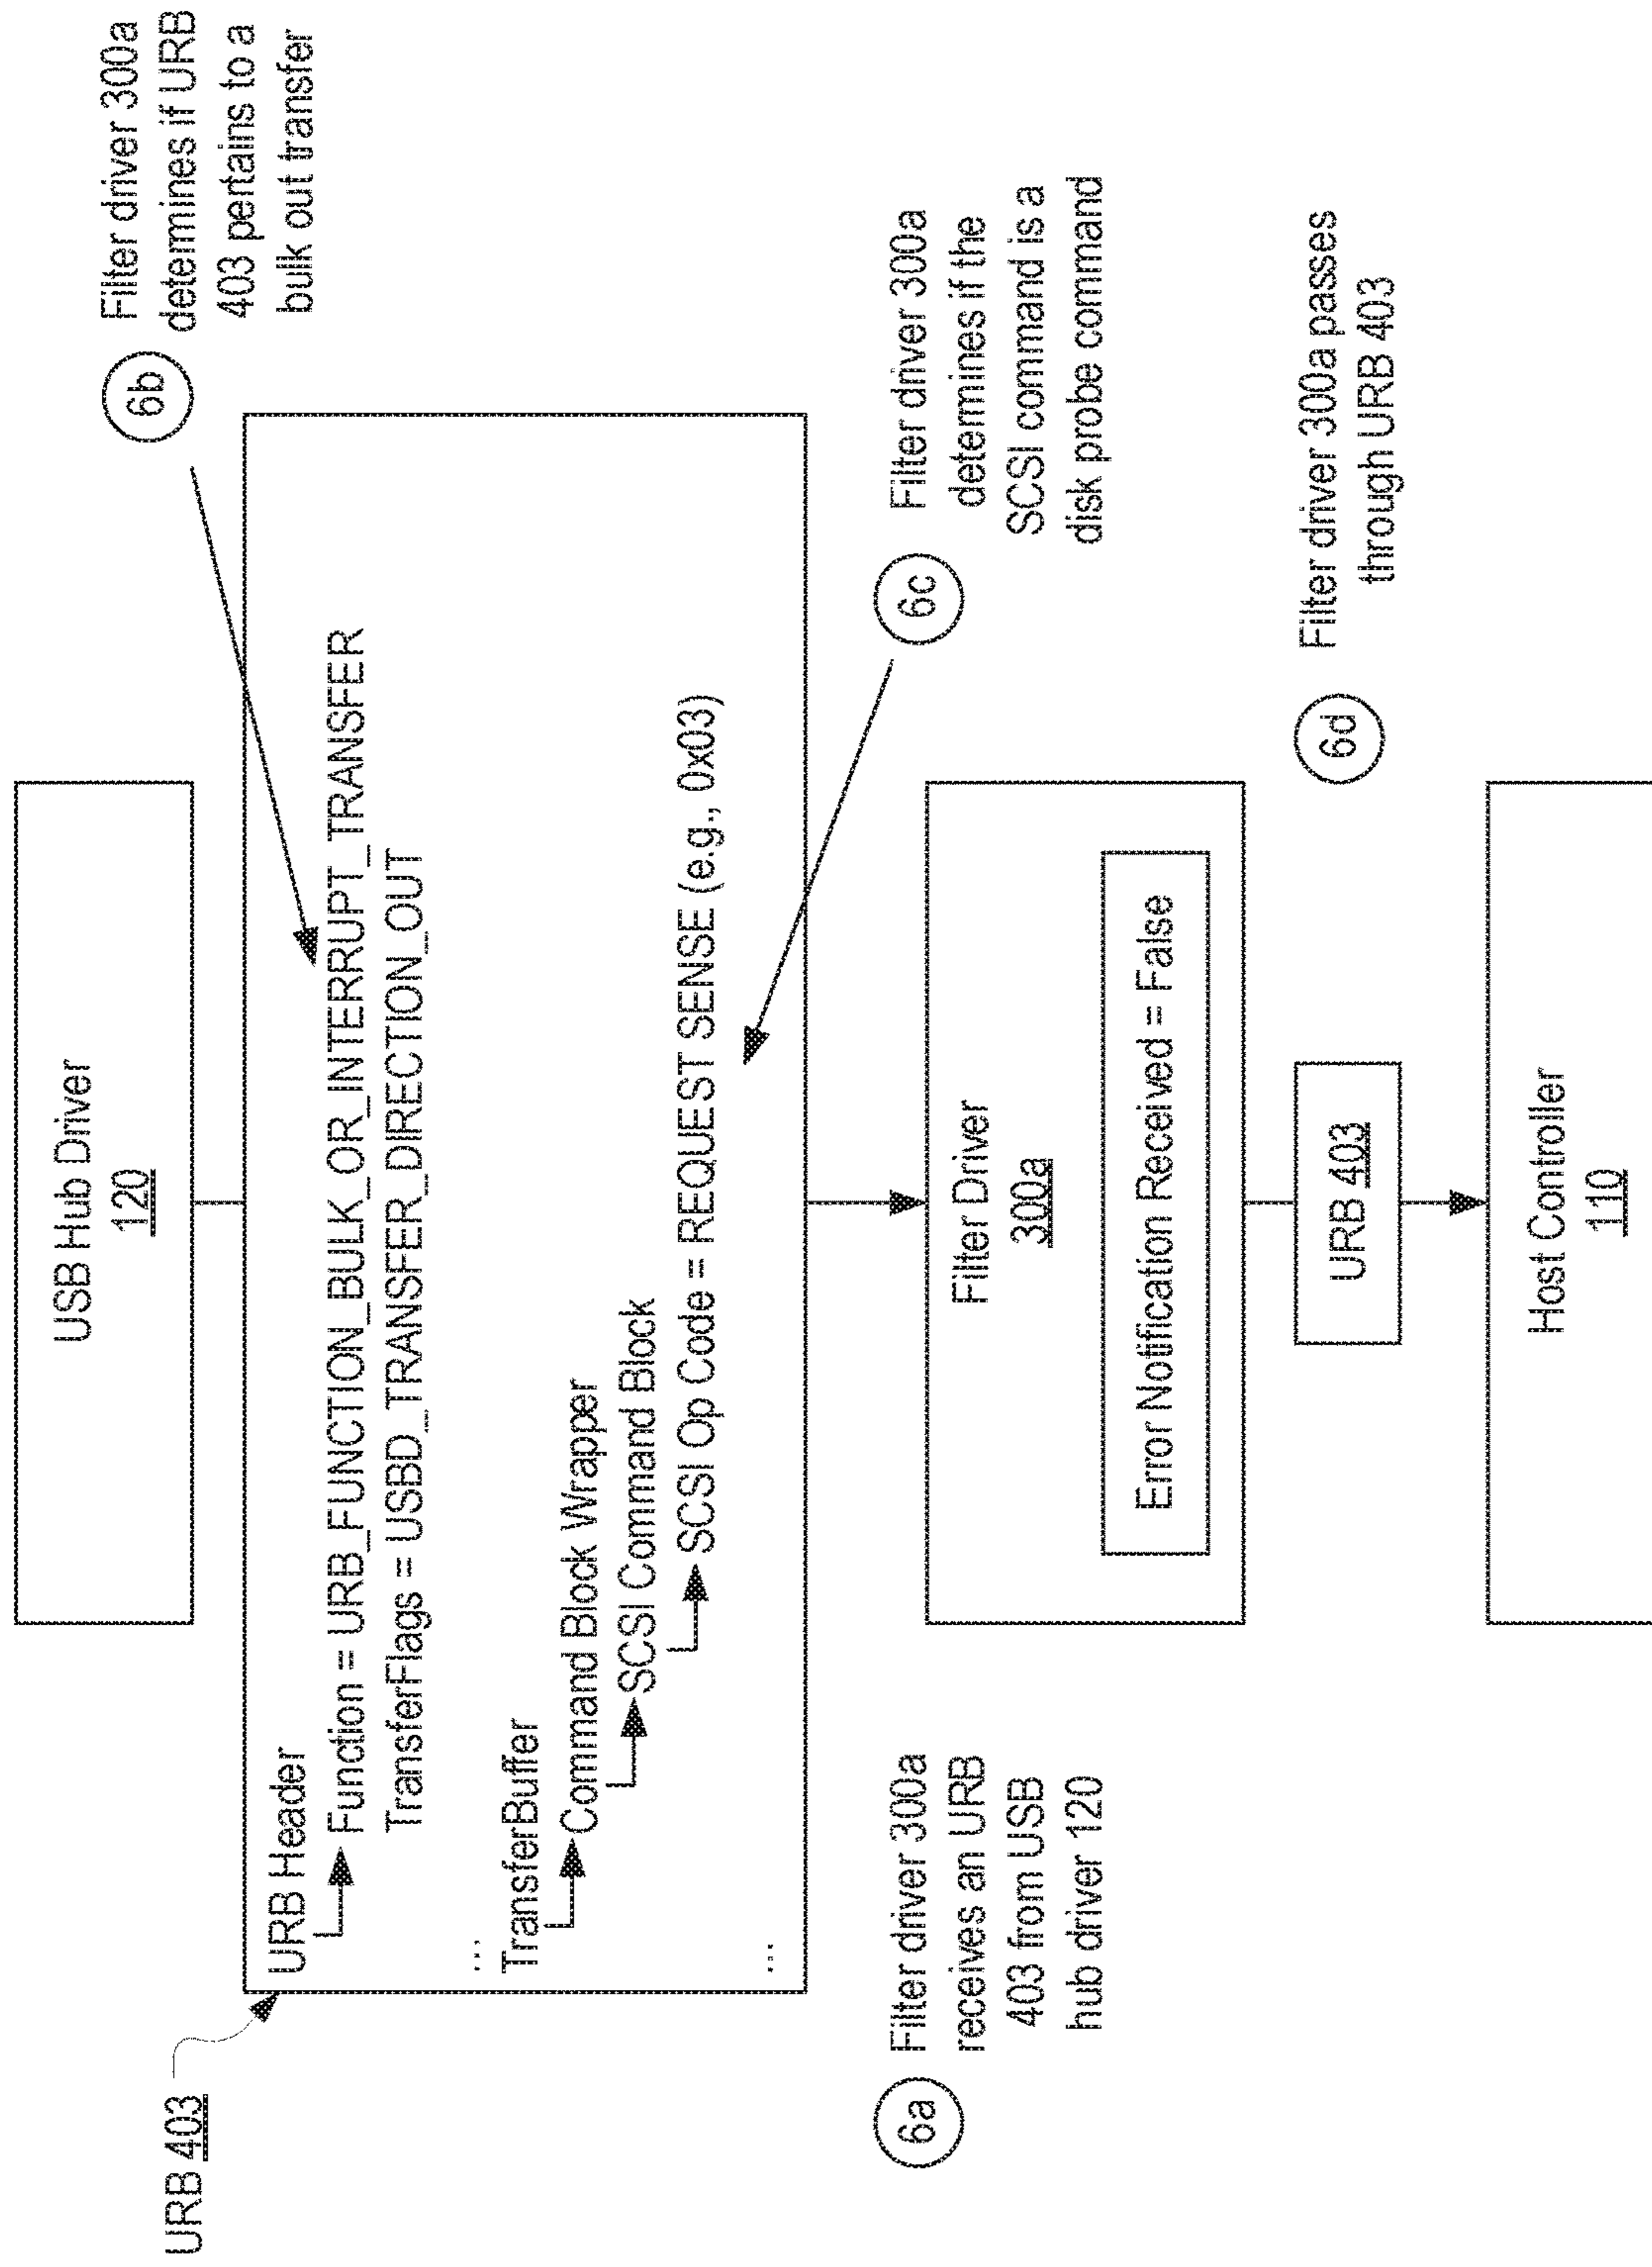 USB Hub Driver
120
URB 403
URB Header
Function = URB_FUNCTION_BULK_OR_INTERRUPT_TRANSFER
TransferFlags = USBD_TRANSFER_DIRECTION_OUT
...
TransferBuffer
Command Block Wrapper
SCSI Command Block
SCSI Op Code = REQUEST SENSE (e.g., 0x03)
...
6b
Filter driver 300a
determines if URB
403 pertains to a
bulk out transfer
6a
Filter driver 300a
receives an URB
403 from USB
hub driver 120
Filter Driver
300a
Error Notification Received = False
6c
Filter driver 300a
determines if the
SCSI command is a
disk probe command
URB 403
6d
Filter driver 300a passes
through URB 403
Host Controller
110